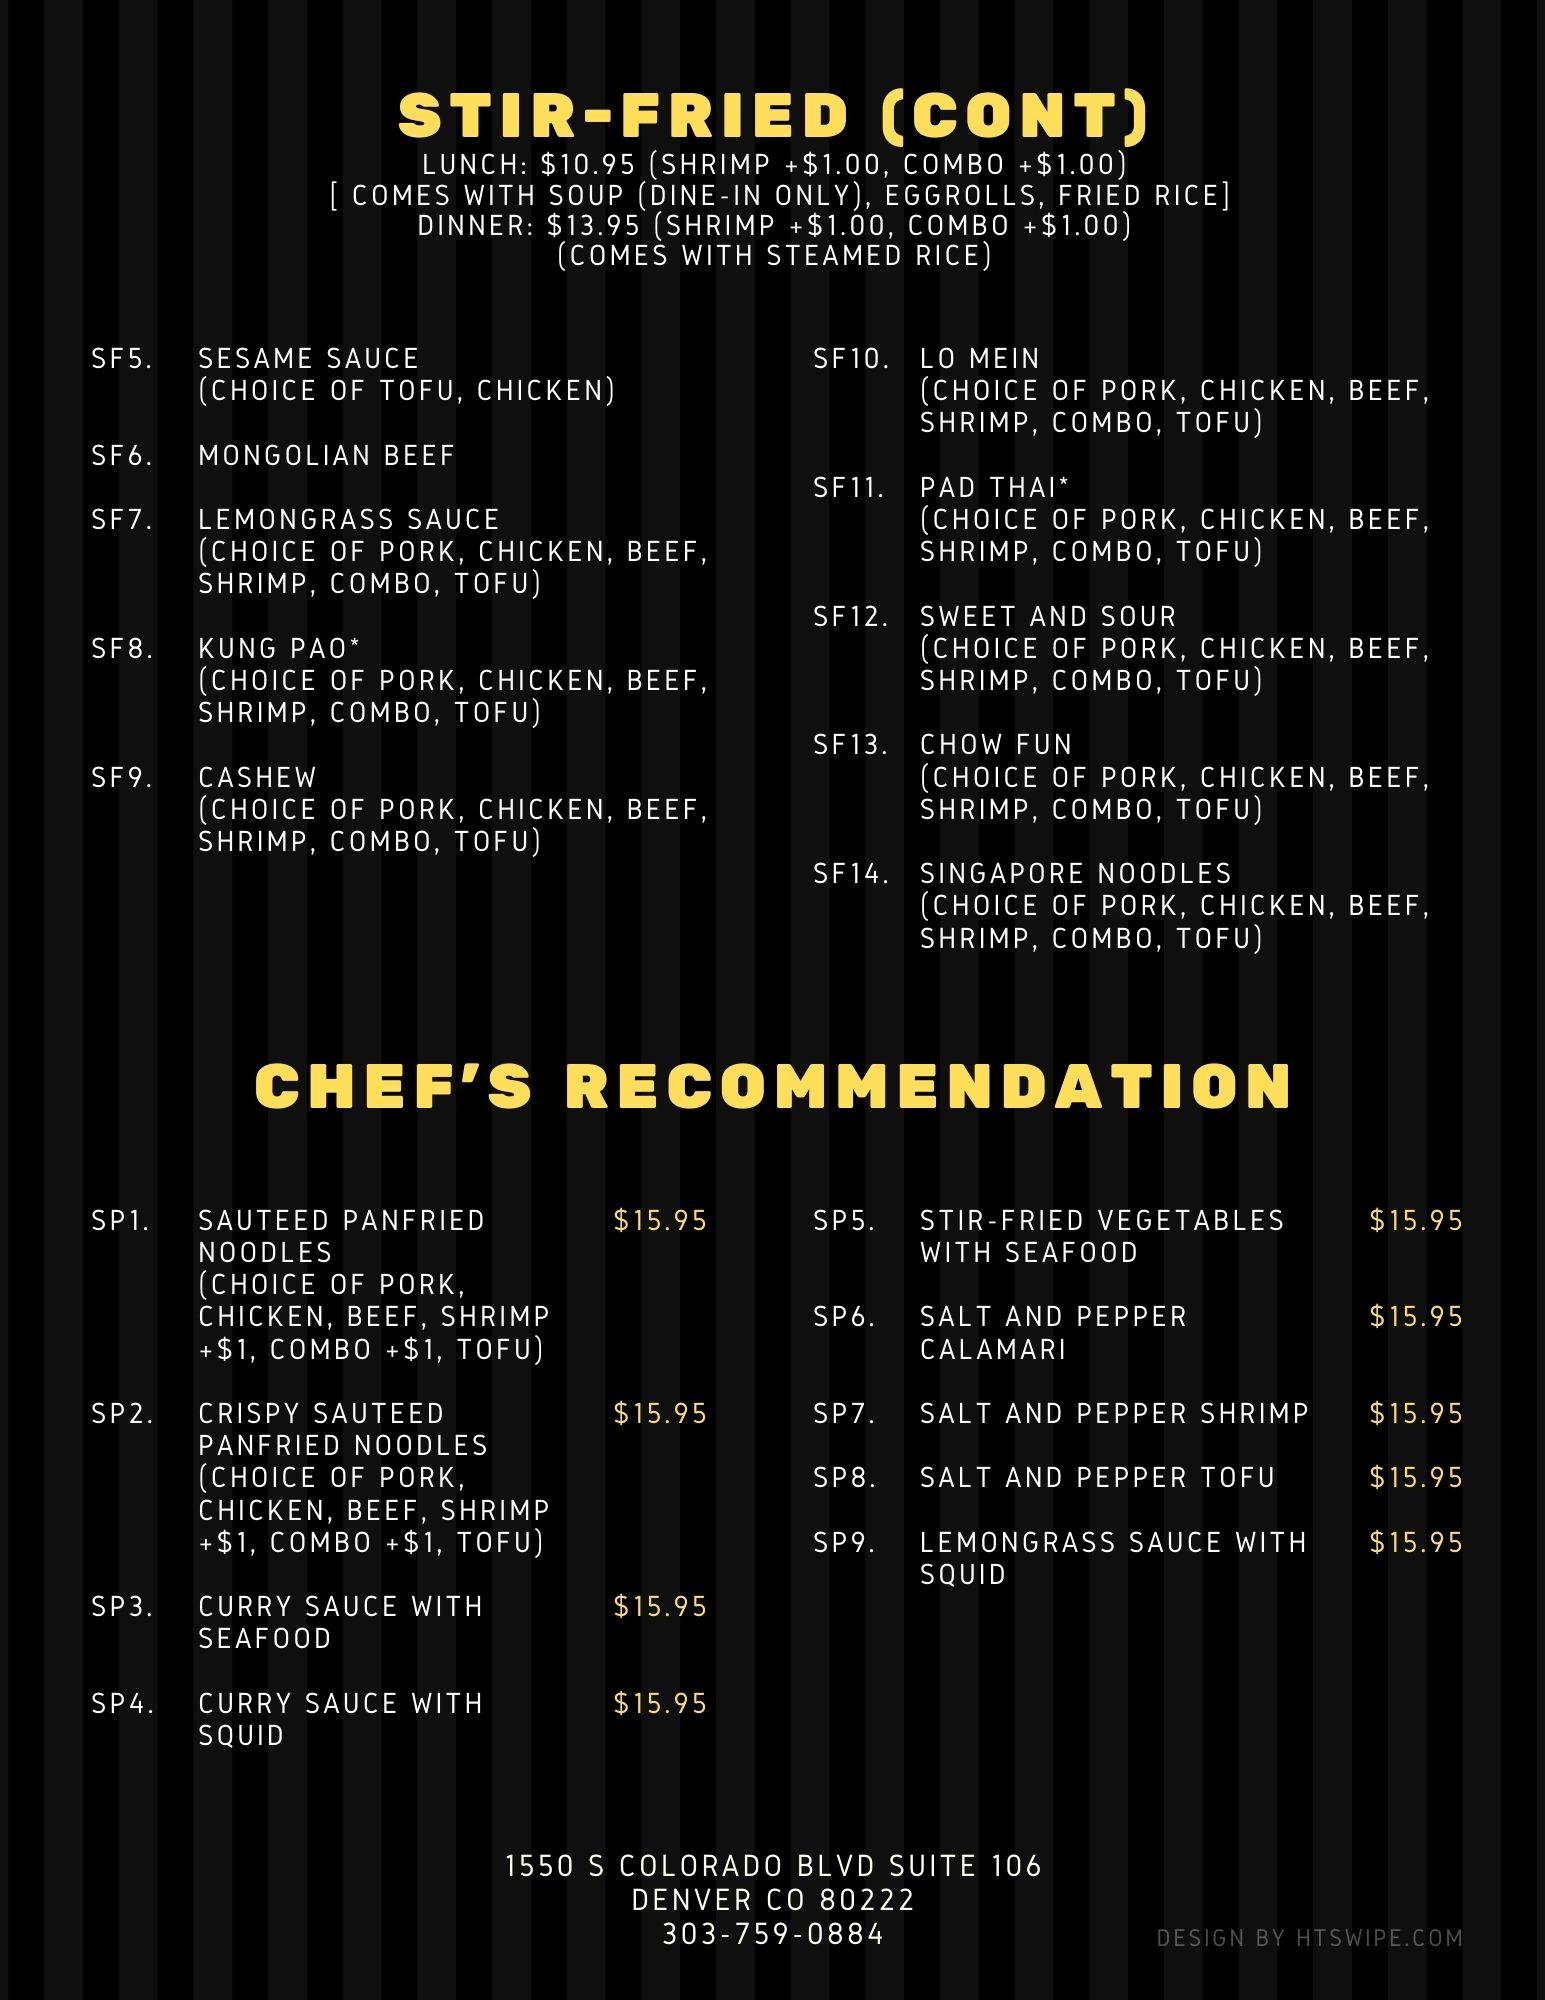 STIR-FRIED (CONT)
LUNCH: $10.95 (SHRIMP +$1.00, COMBO +$1.00)
[ COMES WITH SOUP (DINE-IN ONLY), EGGROLLS, FRIED RICE]
DINNER: $13.95 (SHRIMP +$1.00, COMBO +$1.00)
(COMES WITH STEAMED RICE)
SF5. SESAME SAUCE
(CHOICE OF TOFU, CHICKEN)
SF6. MONGOLIAN BEEF
SF7. LEMONGRASS SAUCE
(CHOICE OF PORK, CHICKEN, BEEF,
SHRIMP, COMBO, TOFU)
SF8. KUNG PAO*
(CHOICE OF PORK, CHICKEN, BEEF,
SHRIMP, COMBO, TOFU)
SF9. CASHEW
(CHOICE OF PORK, CHICKEN, BEEF,
SHRIMP, COMBO, TOFU)
SF10. LO MEIN
(CHOICE OF PORK, CHICKEN, BEEF,
SHRIMP, COMBO, TOFU)
SF11. PAD THAI*
(CHOICE OF PORK, CHICKEN, BEEF,
SHRIMP, COMBO, TOFU)
SF12. SWEET AND SOUR
(CHOICE OF PORK, CHICKEN, BEEF,
SHRIMP, COMBO, TOFU)
SF13. CHOW FUN
(CHOICE OF PORK, CHICKEN, BEEF,
SHRIMP, COMBO, TOFU)
SF14. SINGAPORE NOODLES
(CHOICE OF PORK, CHICKEN, BEEF,
SHRIMP, COMBO, TOFU)
CHEF'S RECOMMENDATION
SP1. SAUTEED PANFRIED $15.95
NOODLES
(CHOICE OF PORK,
CHICKEN, BEEF, SHRIMP
+$1, COMBO +$1, TOFU)
SP2. CRISPY SAUTEED $15.95
PANFRIED NOODLES
(CHOICE OF PORK,
CHICKEN, BEEF, SHRIMP
+$1, COMBO +$1, TOFU)
SP3. CURRY SAUCE WITH $15.95
SEAFOOD
SP4. CURRY SAUCE WITH $15.95
SQUID
SP5. STIR-FRIED VEGETABLES $15.95
WITH SEAFOOD
SP6. SALT AND PEPPER $15.95
CALAMARI
SP7. SALT AND PEPPER SHRIMP $15.95
SP8. SALT AND PEPPER TOFU $15.95
SP9. LEMONGRASS SAUCE WITH $15.95
SQUID
1550 S COLORADO BLVD SUITE 106
DENVER CO 80222
303-759-0884
DESIGN BY HTSWIPE.COM